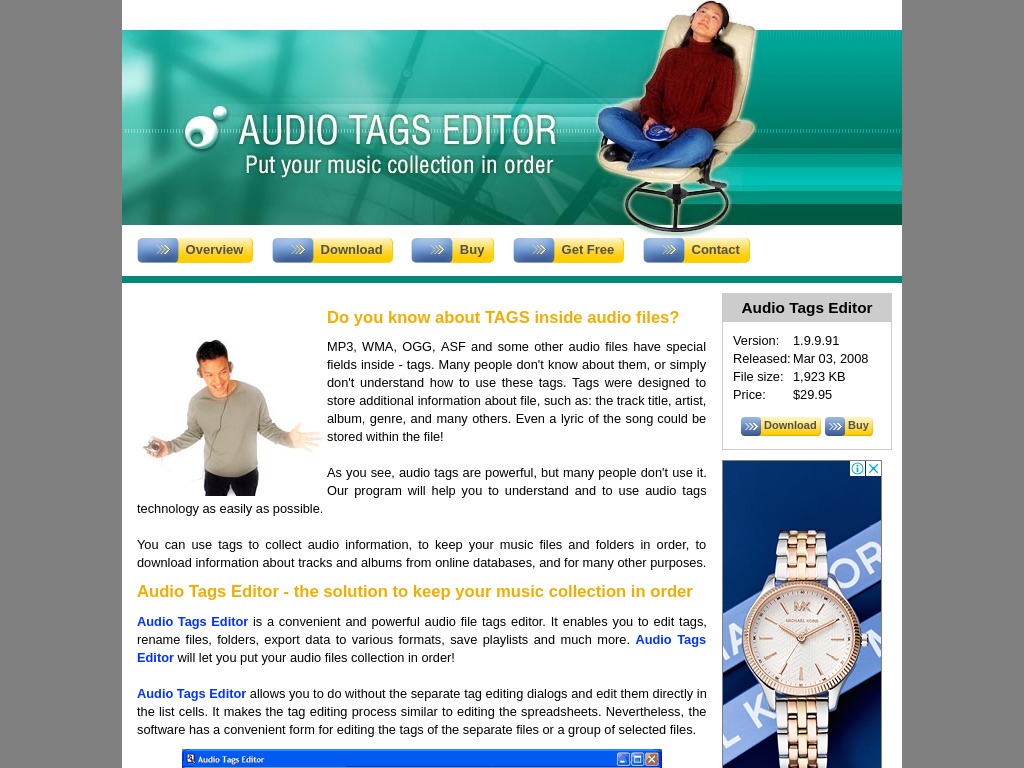 AUDIO TAGS EDITOR
Put your music collection in order
Overview
Download
Buy
Get Free
Contact
Do you know about TAGS inside audio files?
MP3, WMA, OGG, ASF and some other audio files have special
fields inside - tags. Many people don't know about them, or simply
don't understand how to use these tags. Tags were designed to
store additional information about file, such as: the track title, artist,
album, genre, and many others. Even a lyric of the song could be
stored within the file!
As you see, audio tags are powerful, but many people don't use it.
Our program will help you to understand and to use audio tags
technology as easily as possible.
You can use tags to collect audio information, to keep your music files and folders in order, to
download information about tracks and albums from online databases, and for many other purposes.
Audio Tags Editor - the solution to keep your music collection in order
Audio Tags Editor is a convenient and powerful audio file tags editor. It enables you to edit tags,
rename files, folders, export data to various formats, save playlists and much more. Audio Tags
Editor will let you put your audio files collection in order!
Audio Tags Editor allows you to do without the separate tag editing dialogs and edit them directly in
the list cells. It makes the tag editing process similar to editing the spreadsheets. Nevertheless, the
software has a convenient form for editing the tags of the separate files or a group of selected files.
Audio Tags Editor
Audio Tags Editor
Version: 1.9.9.91
Released: Mar 03, 2008
File size: 1,923 KB
Price: $29.95
Download
Buy
MK
MICHAEL KORS